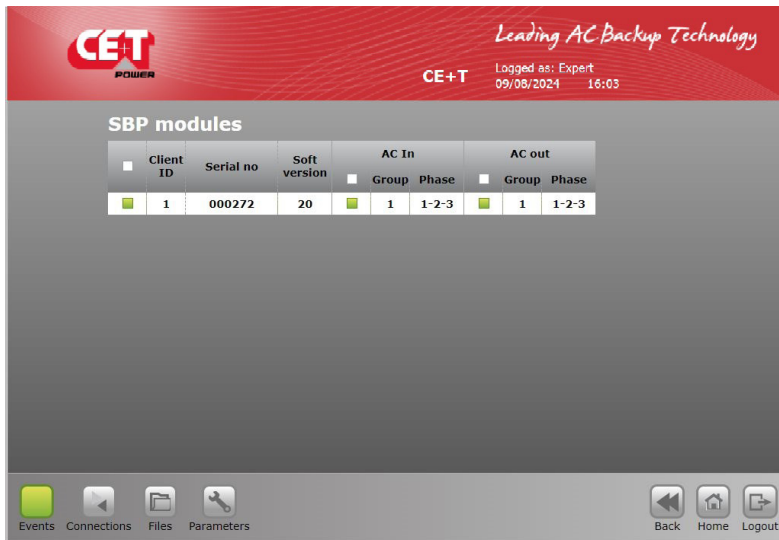 CE+T
POWER
Leading AC Backup Technology
CE+T
Logged as: Expert
09/08/2024 16:03
SBP modules
Client ID Serial no Soft version AC In AC out
Group Phase Group Phase
1 000272 20 1 1-2-3 1 1-2-3
Events Connections Files Parameters Back Home Logout